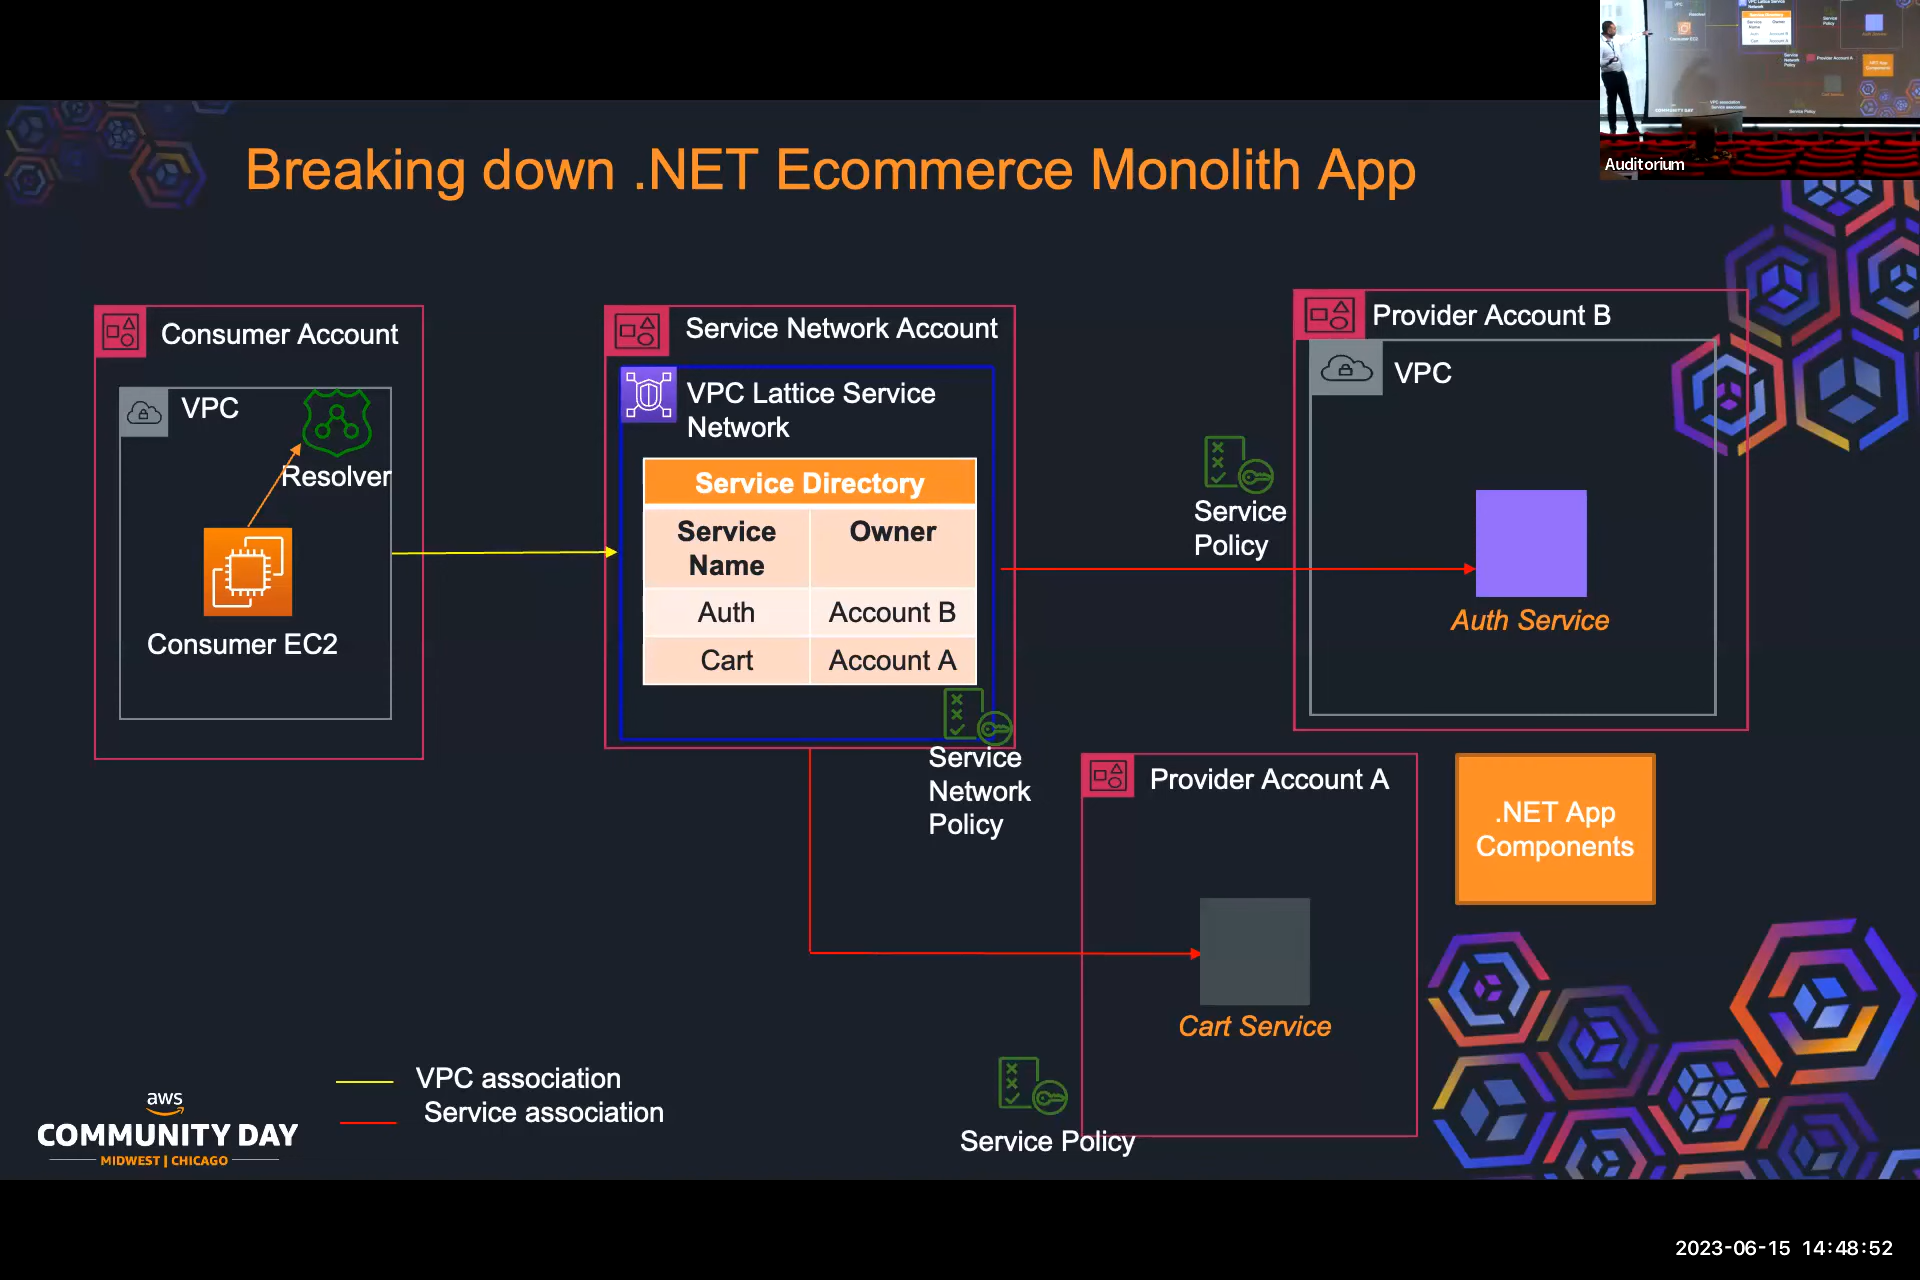 Breaking down .NET Ecommerce Monolith App
Auditorium
Consumer Account
VPC
Resolver
Consumer EC2
Service Network Account
VPC Lattice Service
Network
Service Directory
Service
Name
Owner
Auth
Account B
Cart
Account A
Service
Network
Policy
Service
Policy
Provider Account B
VPC
Auth Service
Provider Account A
Cart Service
Service Policy
.NET App
Components
VPC association
Service association
aws
COMMUNITY DAY
MIDWEST | CHICAGO
2023-06-15 14:48:52